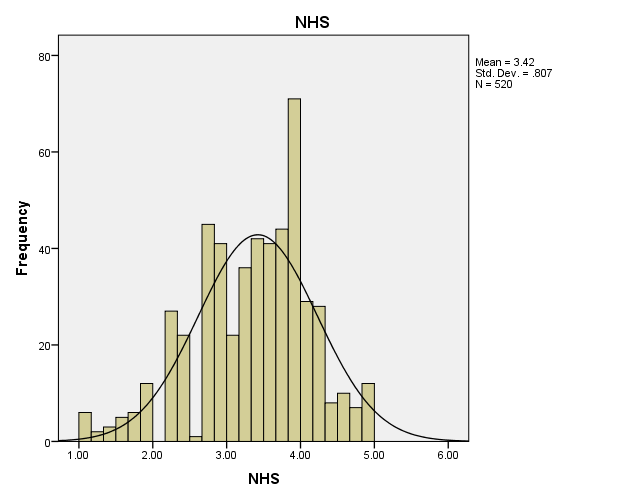 NHS
Mean = 3.42
Std. Dev. = .807
N = 520
80
60
40
20
0
Frequency
1.00 2.00 3.00 4.00 5.00 6.00
NHS